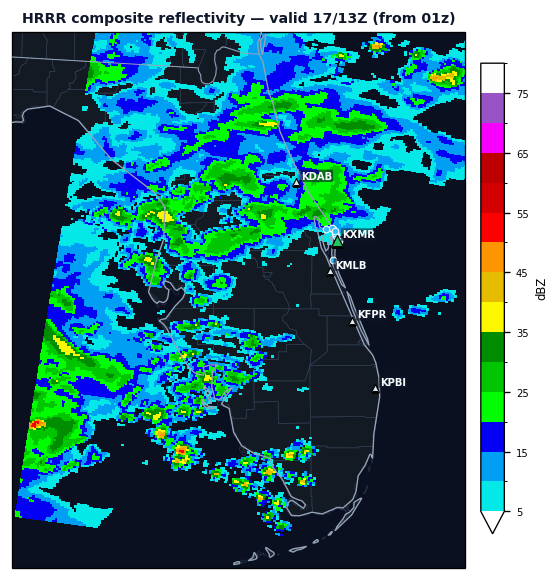 HRRR composite reflectivity — valid 17/13Z (from 01z)
KDAB
KXMR
KMLB
KFPR
KPBI
75
65
55
45
35
25
15
5
dBZ